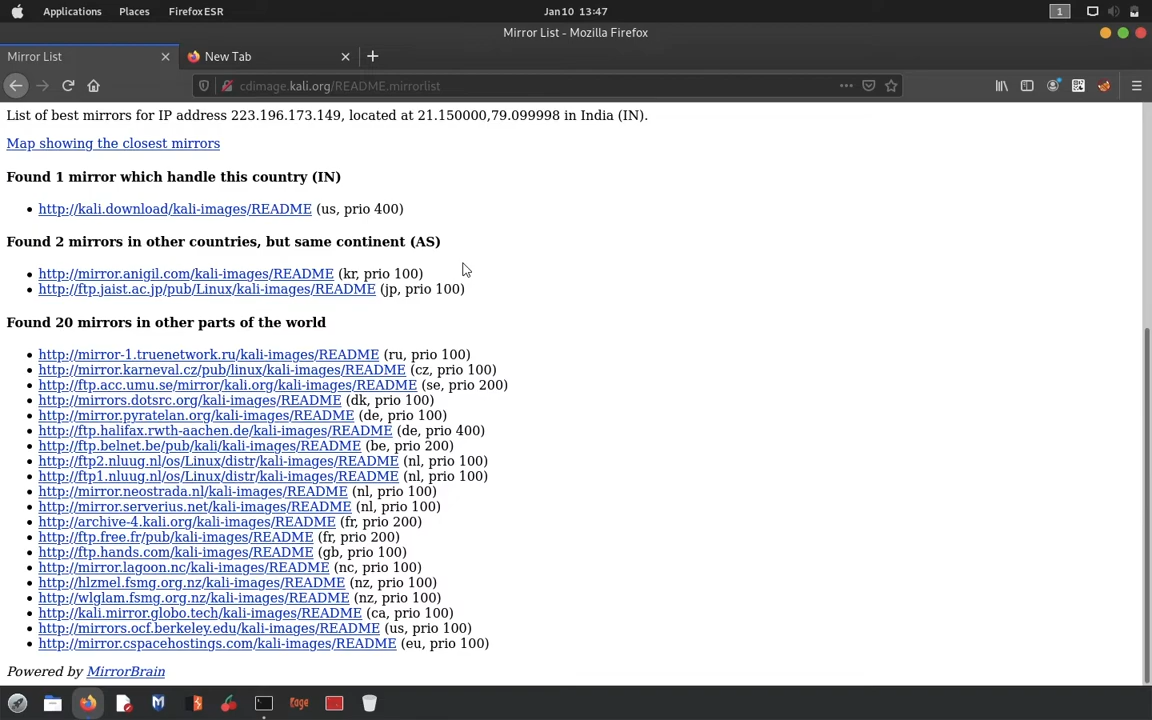 Applications Places Firefox ESR Jan 10 13:47 1
Mirror List - Mozilla Firefox
Mirror List New Tab
cdimage.kali.org/README.mirrorlist
List of best mirrors for IP address 223.196.173.149, located at 21.150000,79.099998 in India (IN).
Map showing the closest mirrors
Found 1 mirror which handle this country (IN)
http://kali.download/kali-images/README (us, prio 400)
Found 2 mirrors in other countries, but same continent (AS)
http://mirror.anigil.com/kali-images/README (kr, prio 100)
http://ftp.jaist.ac.jp/pub/Linux/kali-images/README (jp, prio 100)
Found 20 mirrors in other parts of the world
http://mirror-1.truenetwork.ru/kali-images/README (ru, prio 100)
http://mirror.karneval.cz/pub/linux/kali-images/README (cz, prio 100)
http://ftp.acc.umu.se/mirror/kali.org/kali-images/README (se, prio 200)
http://mirrors.dotsrc.org/kali-images/README (dk, prio 100)
http://mirror.pyratelan.org/kali-images/README (de, prio 100)
http://ftp.halifax.rwth-aachen.de/kali-images/README (de, prio 400)
http://ftp.belnet.be/pub/kali/kali-images/README (be, prio 200)
http://ftp2.nluug.nl/os/Linux/distr/kali-images/README (nl, prio 100)
http://ftp1.nluug.nl/os/Linux/distr/kali-images/README (nl, prio 100)
http://mirror.neostrada.nl/kali-images/README (nl, prio 100)
http://mirror.serverius.net/kali-images/README (nl, prio 100)
http://archive-4.kali.org/kali-images/README (fr, prio 200)
http://ftp.free.fr/pub/kali-images/README (fr, prio 200)
http://ftp.hands.com/kali-images/README (gb, prio 100)
http://mirror.lagoon.nc/kali-images/README (nc, prio 100)
http://hlzmel.fsmg.org.nz/kali-images/README (nz, prio 100)
http://wlglam.fsmg.org.nz/kali-images/README (nz, prio 100)
http://kali.mirror.globo.tech/kali-images/README (ca, prio 100)
http://mirrors.ocf.berkeley.edu/kali-images/README (us, prio 100)
http://mirror.cspacehostings.com/kali-images/README (eu, prio 100)
Powered by MirrorBrain